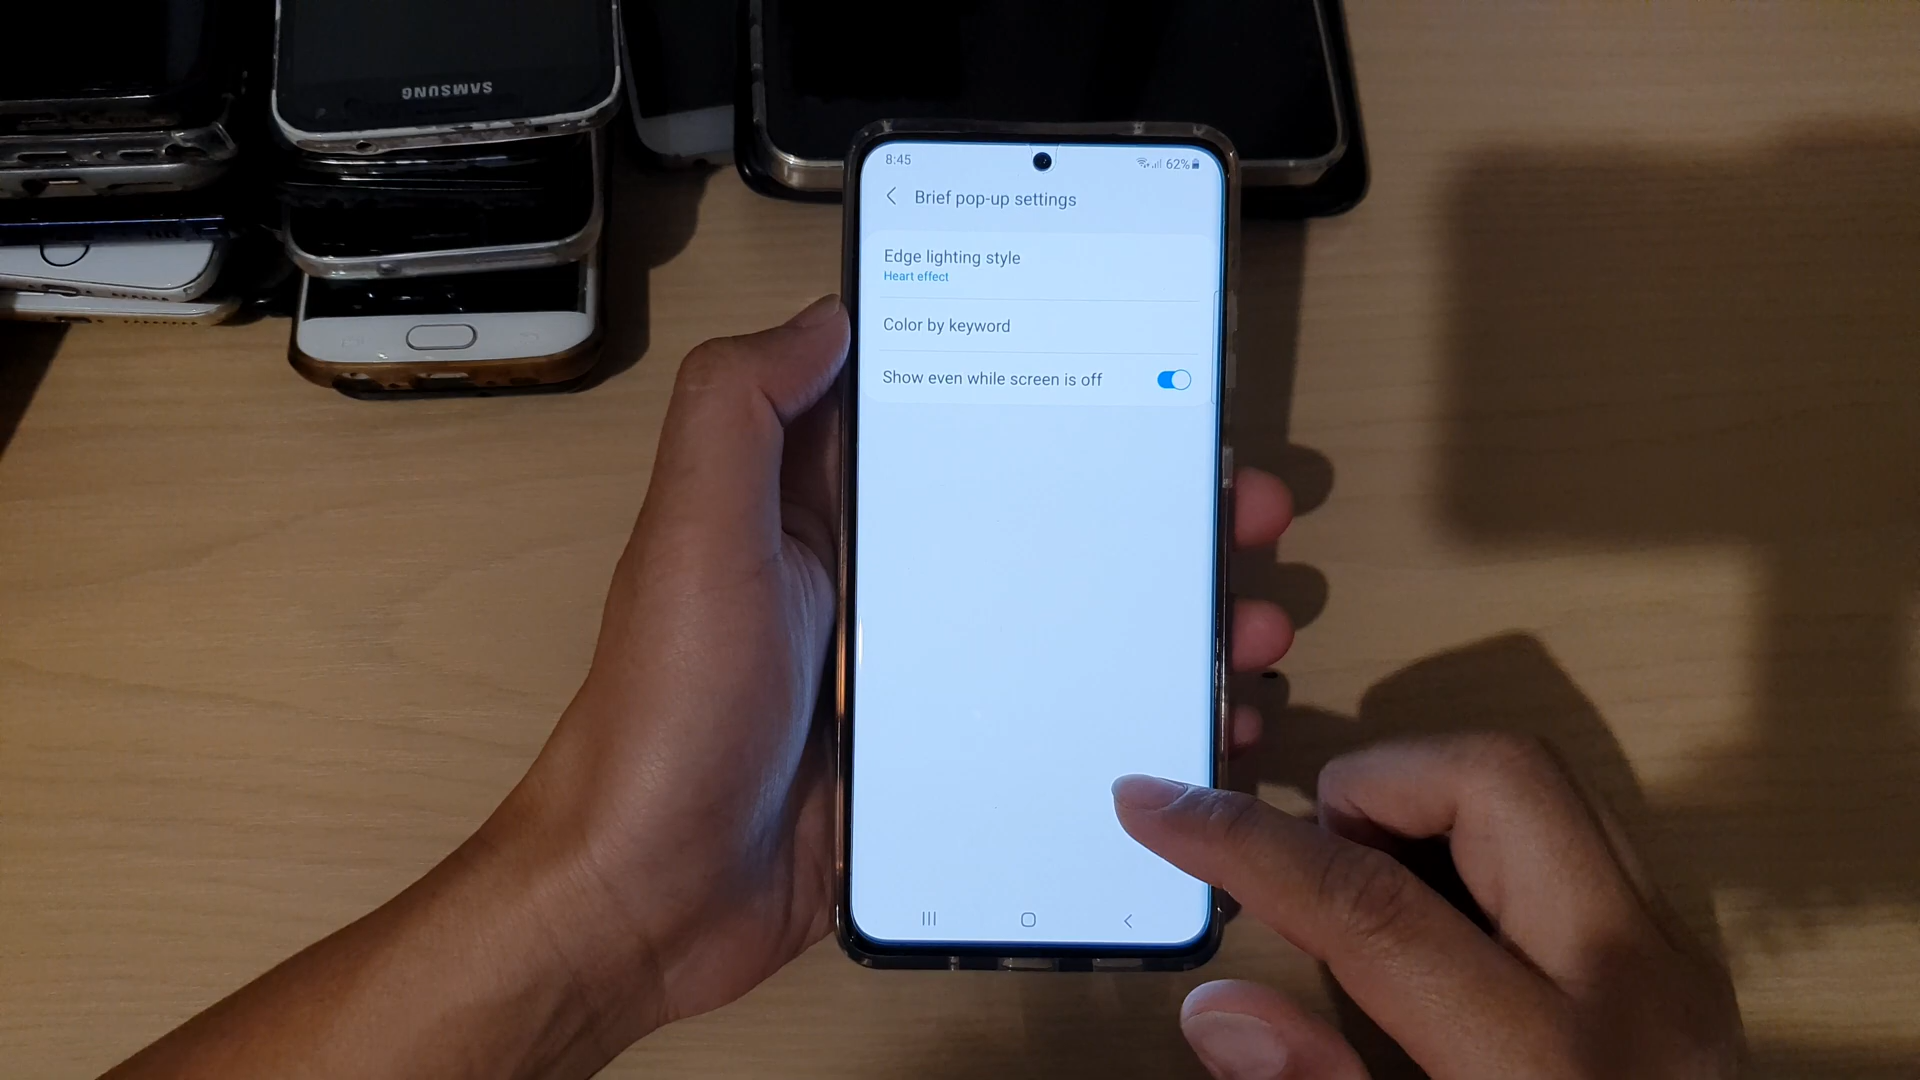 SAMSUNG
8:45
62%
Brief pop-up settings
Edge lighting style
Heart effect
Color by keyword
Show even while screen is off